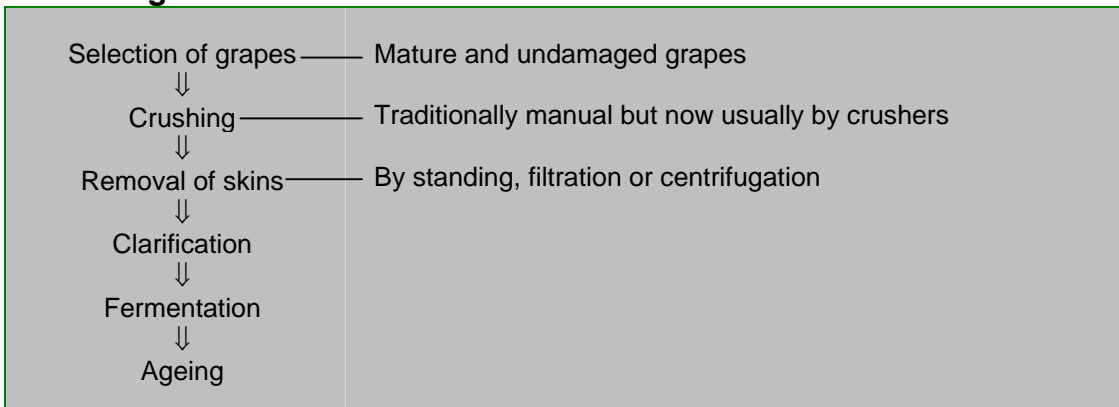 Selection of grapes Mature and undamaged grapes
⇓
Crushing Traditionally manual but now usually by crushers
⇓
Removal of skins By standing, filtration or centrifugation
⇓
Clarification
⇓
Fermentation
⇓
Ageing